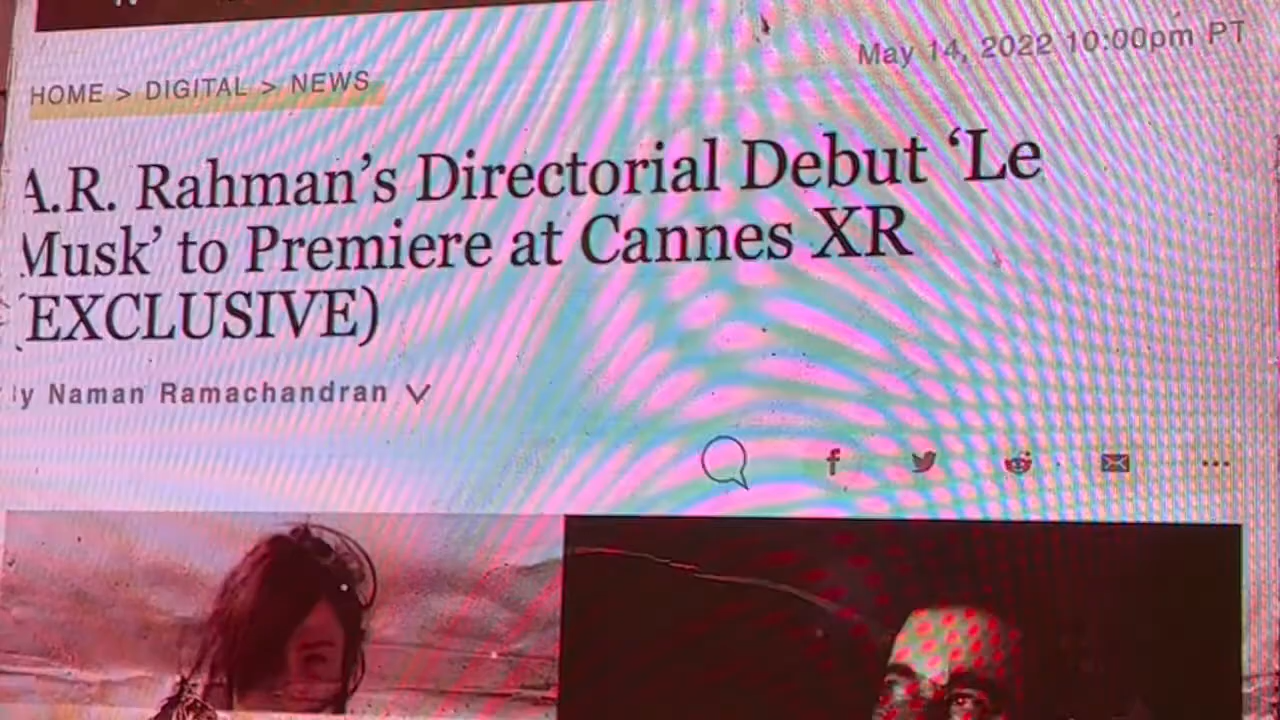 May 14, 2022 10:00pm PT
HOME > DIGITAL > NEWS
A.R. Rahman's Directorial Debut ‘Le
Musk’ to Premiere at Cannes XR
(EXCLUSIVE)
By Naman Ramachandran